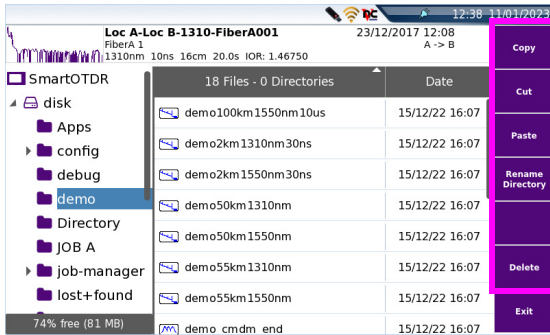 12:38 11/01/2023
Loc A-Loc B-1310-FiberA001 23/12/2017 12:08
FiberA 1 A -> B
1310nm 10ns 16cm 20.0s IOR: 1.46750
SmartOTDR
disk
Apps
config
debug
demo
Directory
JOB A
job-manager
lost+found
74% free (81 MB)
18 Files - 0 Directories Date
demo100km1550nm10us 15/12/22 16:07
demo2km1310nm30ns 15/12/22 16:07
demo2km1550nm30ns 15/12/22 16:07
demo50km1310nm 15/12/22 16:07
demo50km1550nm 15/12/22 16:07
demo55km1310nm 15/12/22 16:07
demo55km1550nm 15/12/22 16:07
demo cmdm end 15/12/22 16:07
Copy
Cut
Paste
Rename
Directory
Delete
Exit